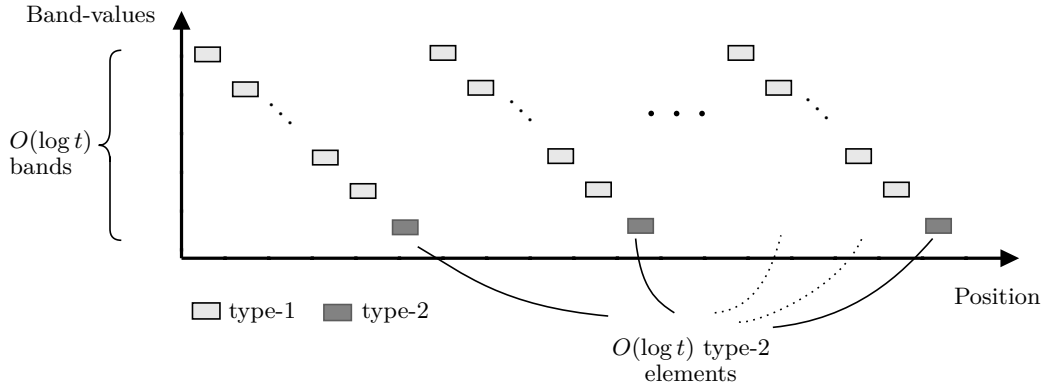 Band-values
O(log t)
bands
Position
type-1
type-2
O(log t) type-2
elements